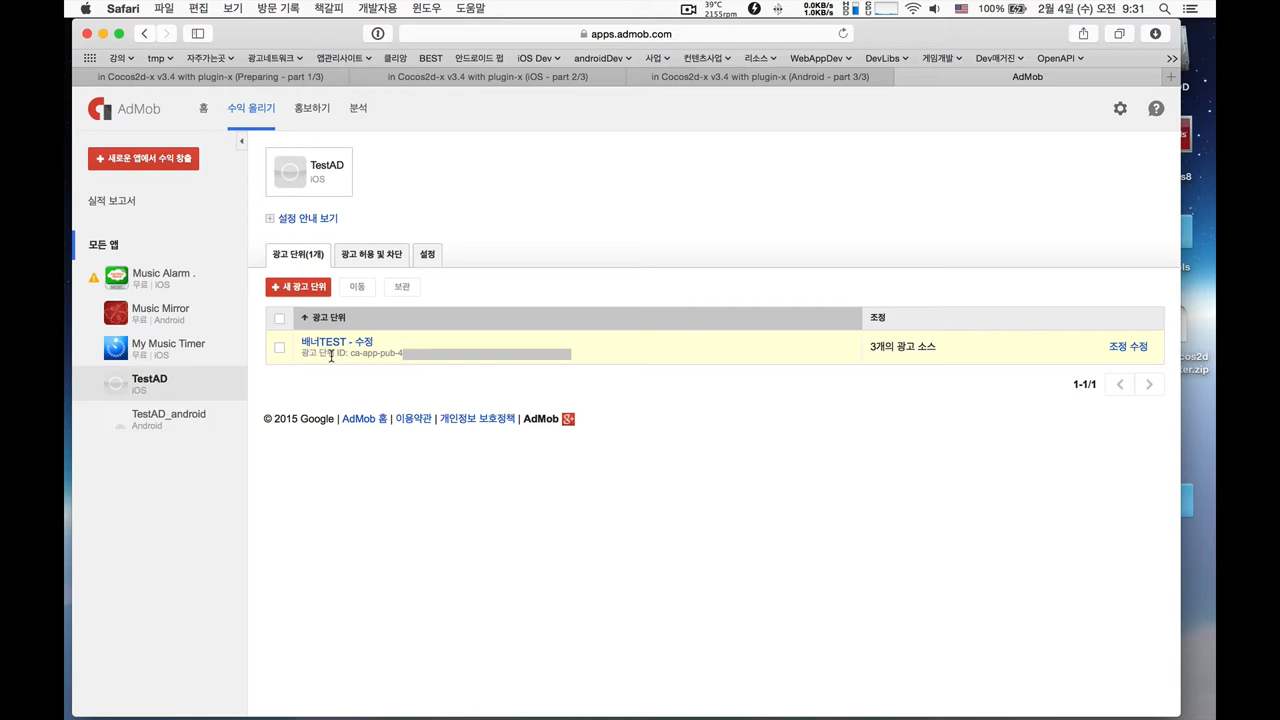 Safari 파일 편집 보기 방문 기록 책갈피 개발자용 윈도우 도움말 39°C 2155rpm 0.0KB/s 1.0KB/s 100% 2월 4일 (수) 오전 9:31
apps.admob.com
강의 tmp 자주가는곳 광고네트워크 앱관리사이트 클리앙 BEST 안드로이드 펍 iOS Dev androidDev 사업 컨텐츠사업 리소스 WebAppDev DevLibs 게임개발 Dev매거진 OpenAPI
in Cocos2d-x v3.4 with plugin-x (Preparing - part 1/3) in Cocos2d-x v3.4 with plugin-x (iOS - part 2/3) in Cocos2d-x v3.4 with plugin-x (Android - part 3/3) AdMob
AdMob 홈 수익 올리기 홍보하기 분석
+ 새로운 앱에서 수익 창출
실적 보고서
모든 앱
Music Alarm .
무료 | iOS
Music Mirror
무료 | Android
My Music Timer
무료 | iOS
TestAD
iOS
TestAD_android
Android
TestAD
iOS
설정 안내 보기
광고 단위(1개) 광고 허용 및 차단 설정
+ 새 광고 단위 이동 보관
광고 단위 조정
배너TEST - 수정
광고 단위 ID: ca-app-pub-4
3개의 광고 소스 조정 수정
1-1/1
© 2015 Google | AdMob 홈 | 이용약관 | 개인정보 보호정책 | AdMob